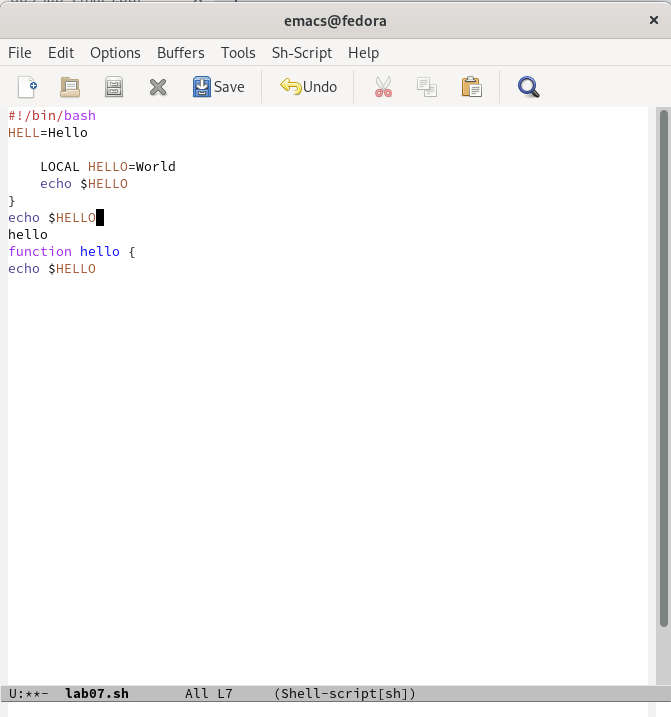 emacs@fedora
File Edit Options Buffers Tools Sh-Script Help
Save Undo
#!/bin/bash
HELL=Hello
LOCAL HELLO=World
echo $HELLO
}
echo $HELLO
hello
function hello {
echo $HELLO
U:**- lab07.sh All L7 (Shell-script[sh])